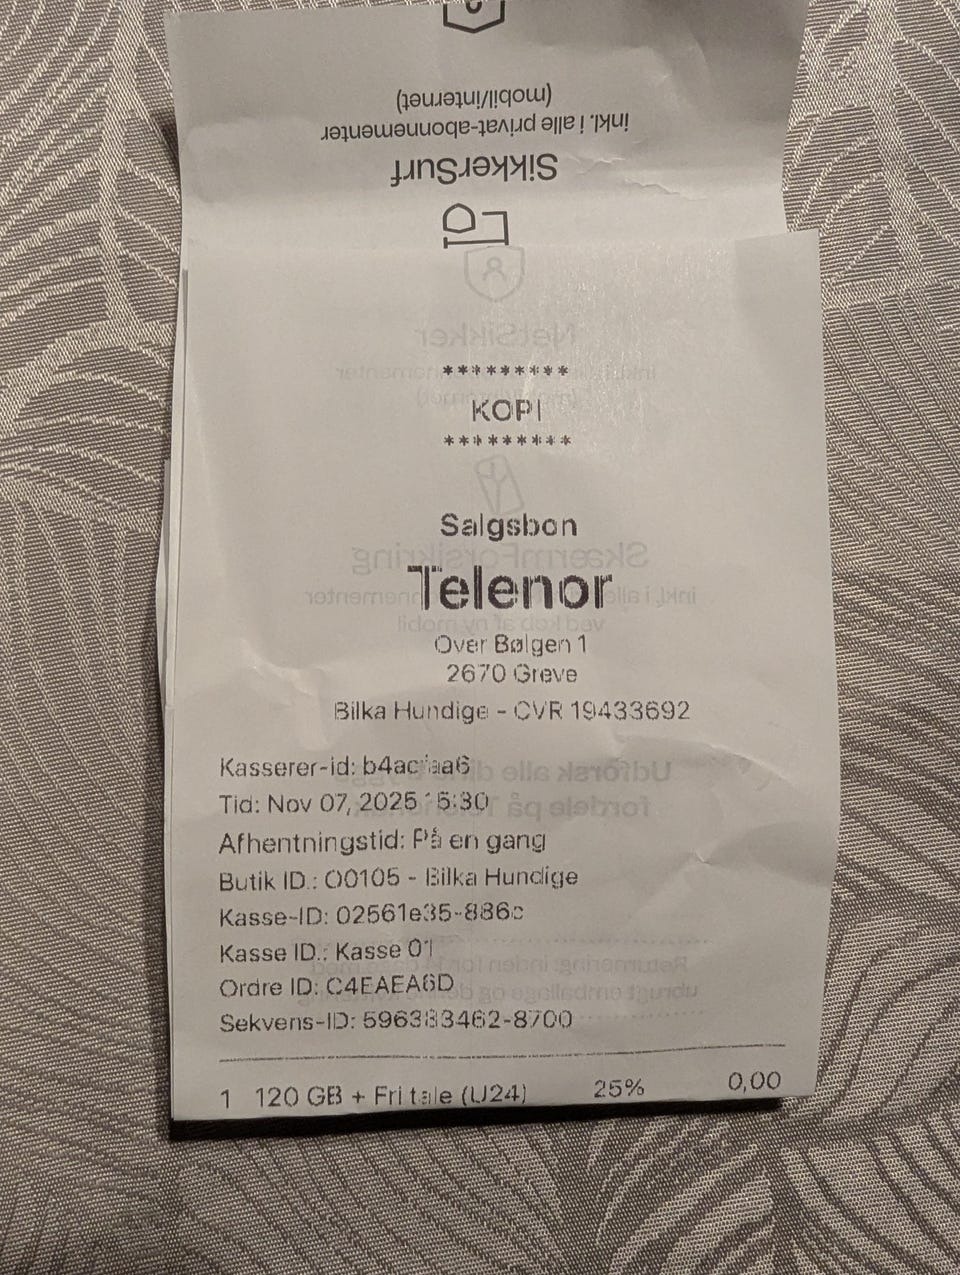 (mobil/internet)
inkl. i alle privat-abonnementer
SikkerSurf
NetSikker
*********
KOPI
*********
Salgsbon
SkærmForsikring
Telenor
Over Bølgen 1
2670 Greve
Bilka Hundige - CVR 19433692
Kasserer-id:
Tid: Nov 07, 2025 15:30
Afhentningstid: På en gang
Butik ID.: 00105 - Bilka Hundige
Kasse-ID: 02561e35-886c
Kasse ID.: Kasse 01
Ordre ID: C4EAEA6D
Sekvens-ID: 596383462-8700
1 120 GB + Fri tale (U24) 25% 0,00